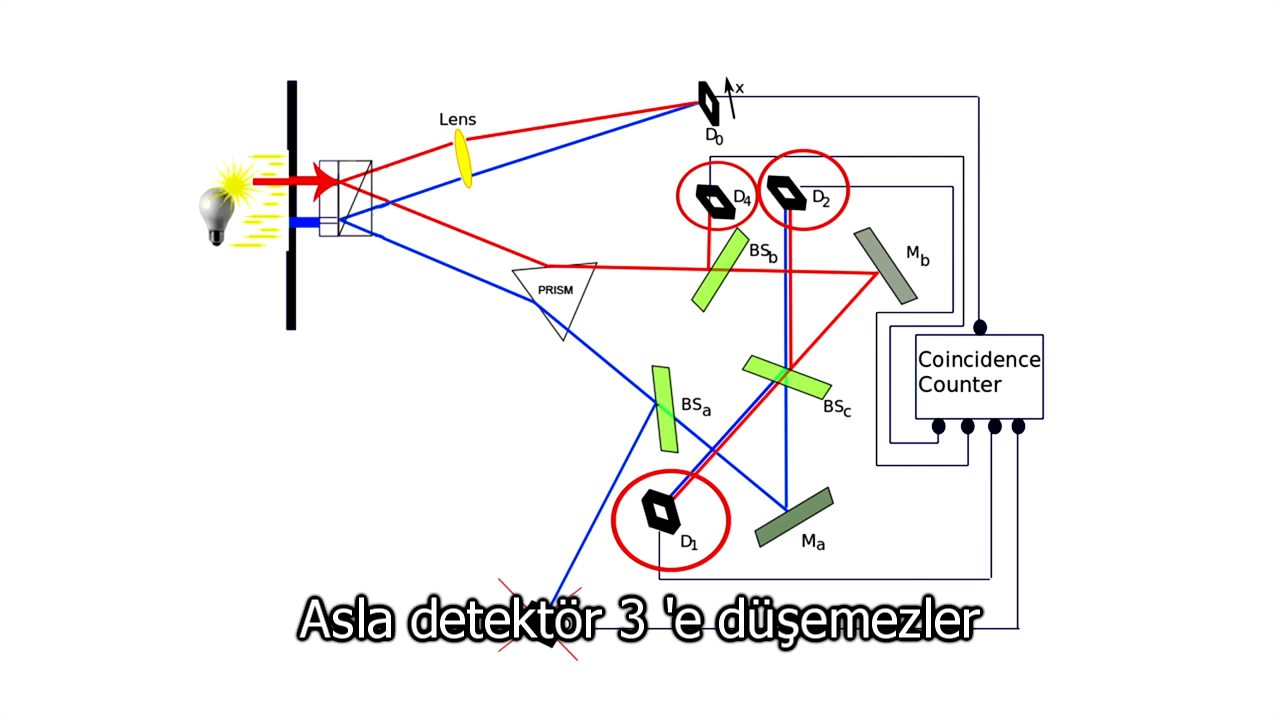 Lens
x
D0
D4
D2
BSb
Mb
PRISM
Coincidence
Counter
BSa
BSc
D1
Ma
Asla detektör 3 'e düşemezler